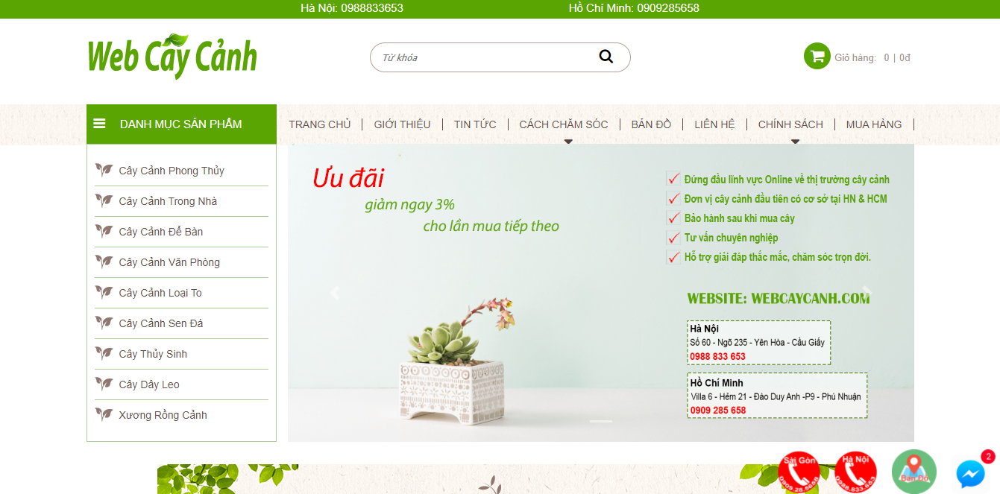 Hà Nội: 0988833653
Hồ Chí Minh: 0909285658
Web Cây Cảnh
Từ khóa
Giỏ hàng: 0 | 0đ
DANH MỤC SẢN PHẨM
TRANG CHỦ
GIỚI THIỆU
TIN TỨC
CÁCH CHĂM SÓC
BẢN ĐỒ
LIÊN HỆ
CHÍNH SÁCH
MUA HÀNG
Cây Cảnh Phong Thủy
Cây Cảnh Trong Nhà
Cây Cảnh Để Bàn
Cây Cảnh Văn Phòng
Cây Cảnh Loại To
Cây Cảnh Sen Đá
Cây Thủy Sinh
Cây Dây Leo
Xương Rồng Cảnh
Ưu đãi
giảm ngay 3%
cho lần mua tiếp theo
Đứng đầu lĩnh vực Online về thị trường cây cảnh
Đơn vị cây cảnh đầu tiên có cơ sở tại HN & HCM
Bảo hành sau khi mua cây
Tư vấn chuyên nghiệp
Hỗ trợ giải đáp thắc mắc, chăm sóc trọn đời.
WEBSITE: WEBCAYCANH.COM
Hà Nội
Số 60 - Ngõ 235 - Yên Hòa - Cầu Giấy
0988 833 653
Hồ Chí Minh
Villa 6 - Hẻm 21 - Đào Duy Anh -P9 - Phú Nhuận
0909 285 658
Sài Gòn
0909.28.5658
Hà Nội
0988.833.653
Bản Đồ
2